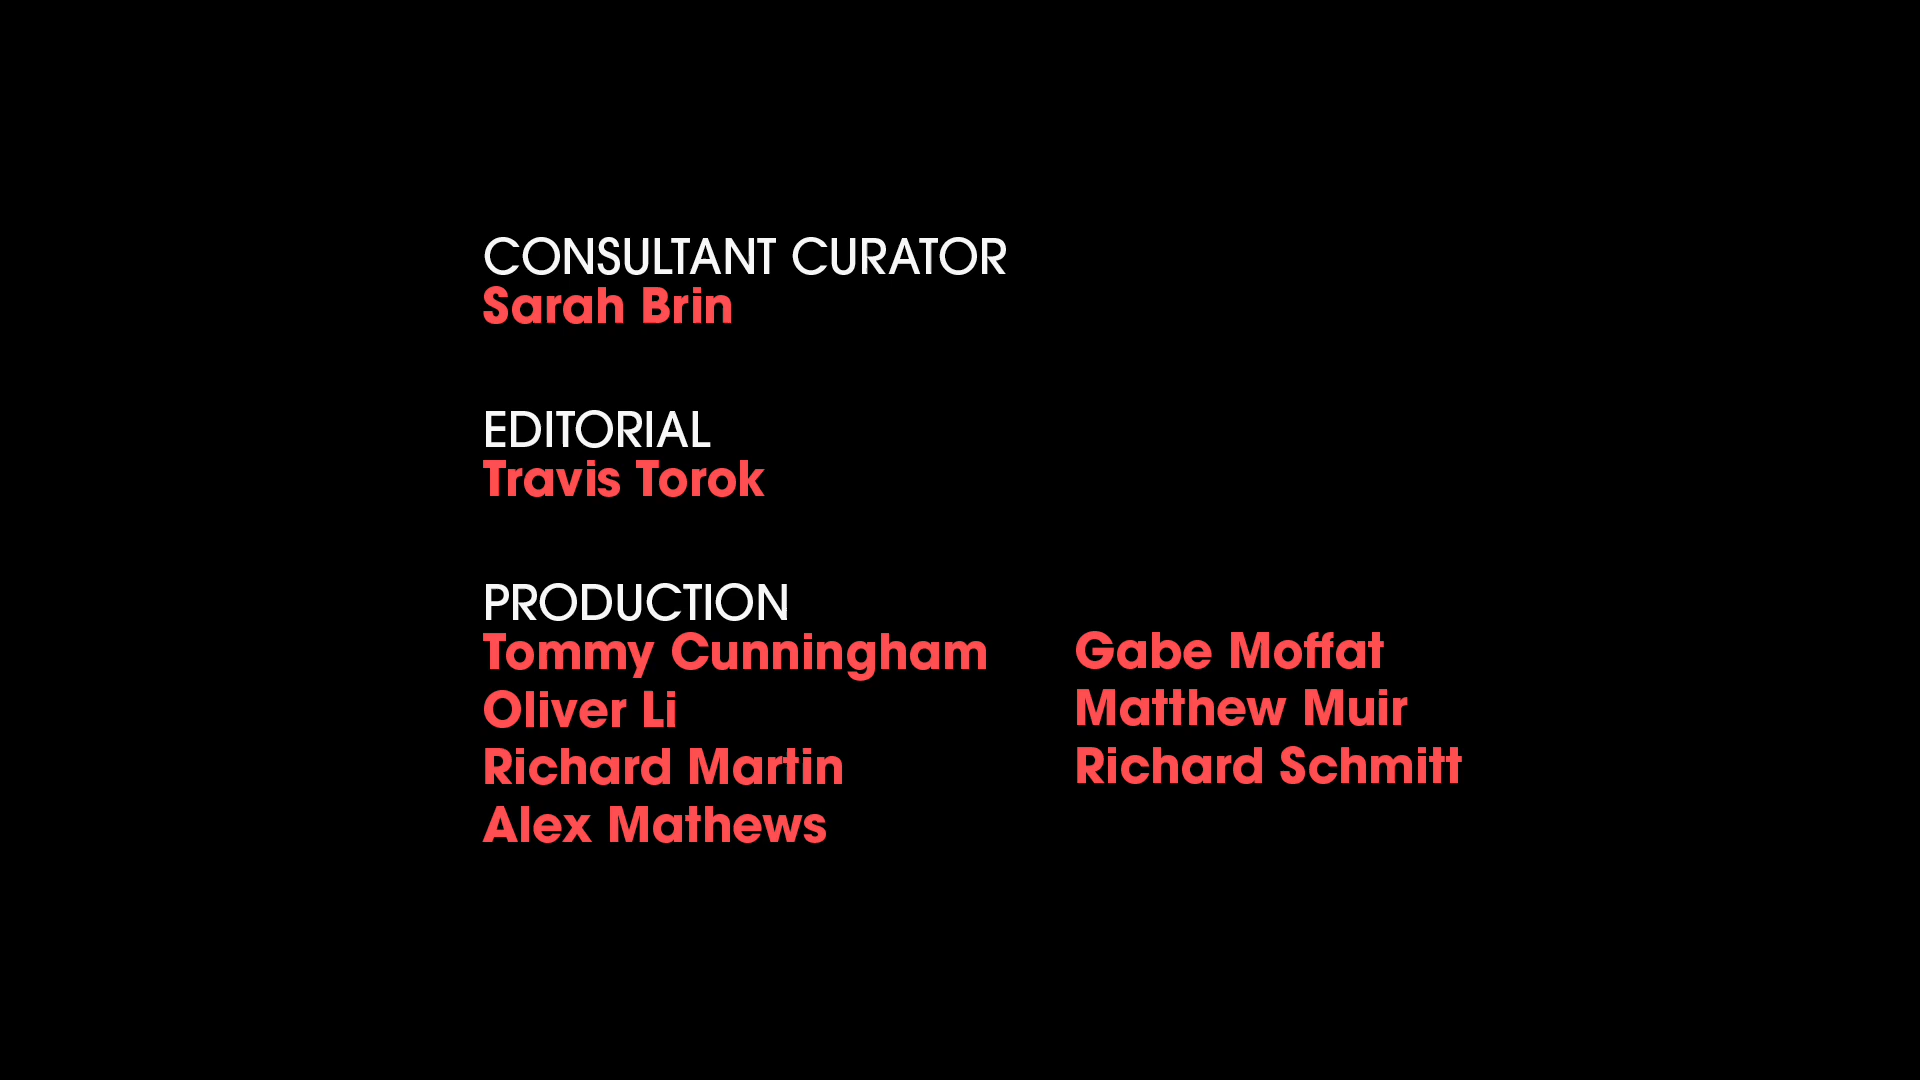 CONSULTANT CURATOR
Sarah Brin
EDITORIAL
Travis Torok
PRODUCTION
Tommy Cunningham
Oliver Li
Richard Martin
Alex Mathews
Gabe Moffat
Matthew Muir
Richard Schmitt